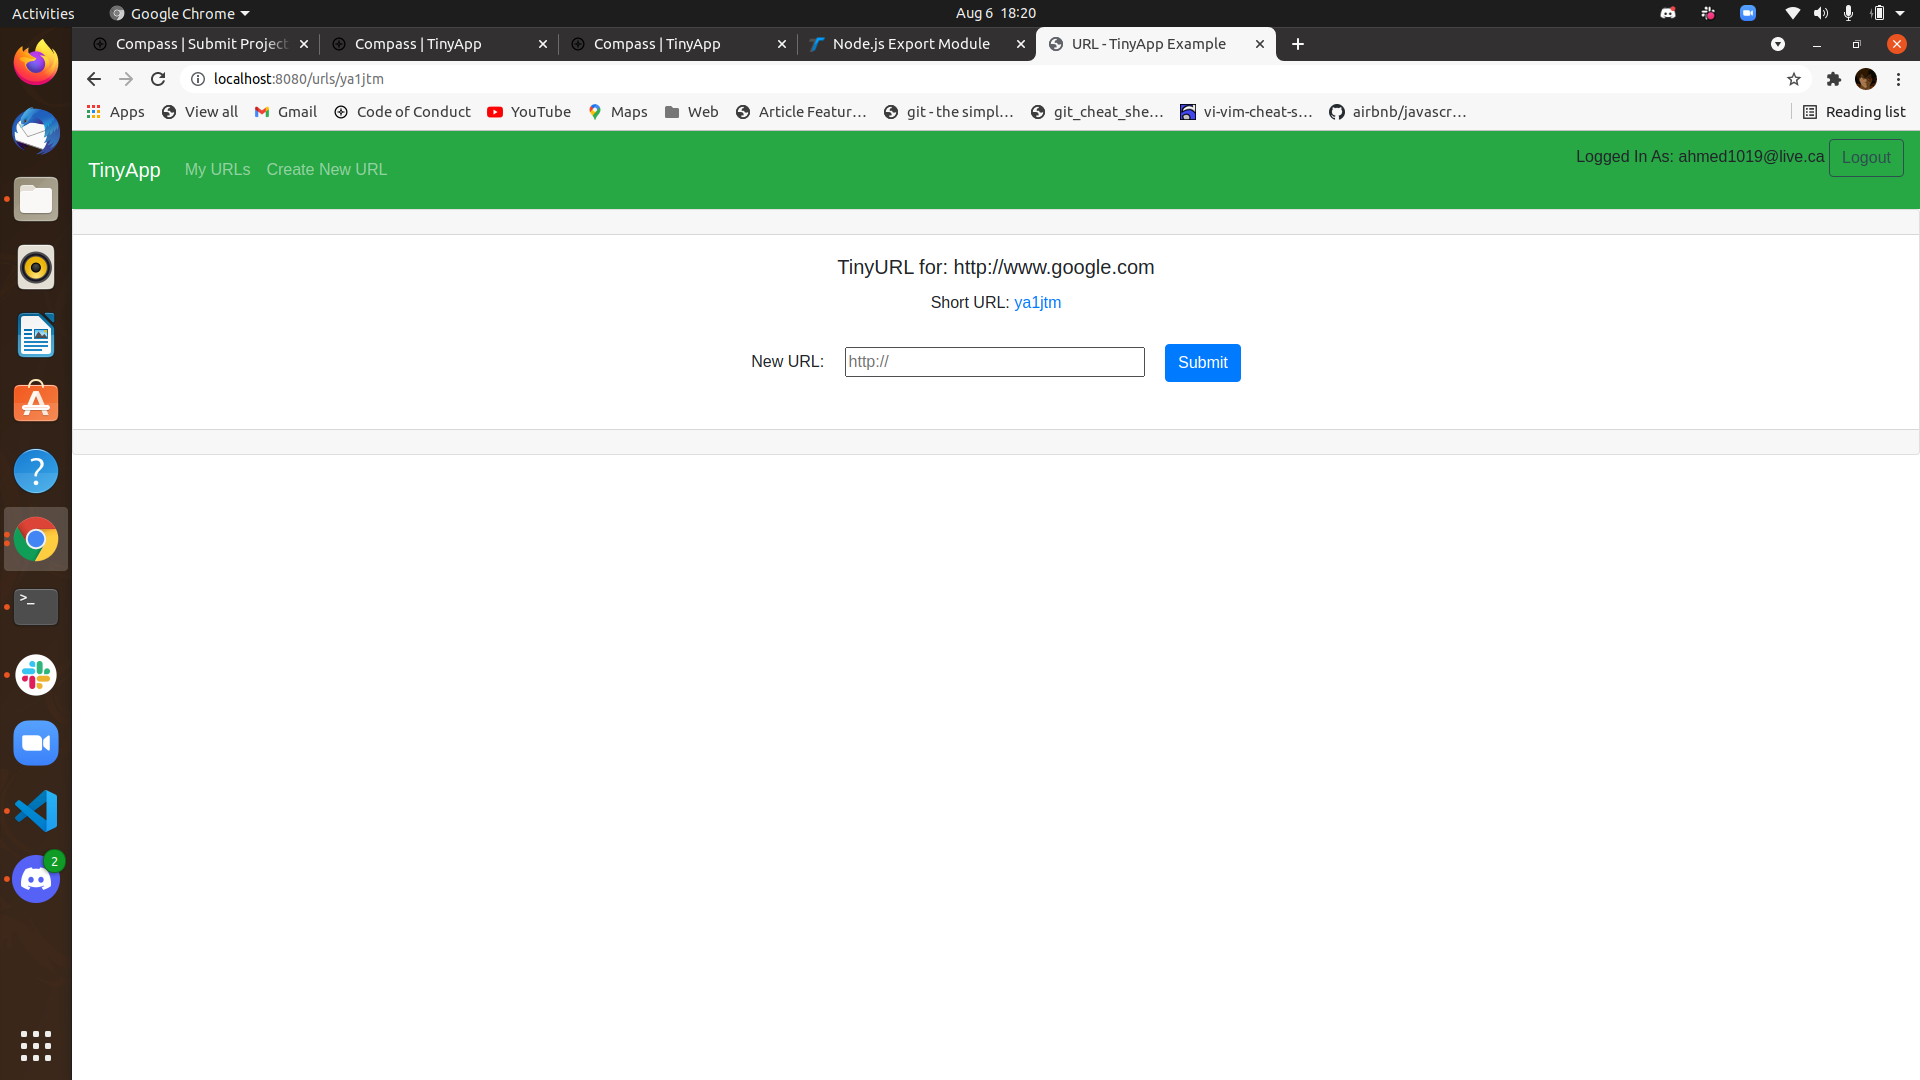 Activities
Google Chrome
Aug 6 18:20
Compass | Submit Project
Compass | TinyApp
Compass | TinyApp
Node.js Export Module
URL - TinyApp Example
localhost:8080/urls/ya1jtm
Apps
View all
Gmail
Code of Conduct
YouTube
Maps
Web
Article Featur…
git - the simpl…
git_cheat_she…
vi-vim-cheat-s…
airbnb/javascr…
Reading list
TinyApp
My URLs
Create New URL
Logged In As: ahmed1019@live.ca
Logout
TinyURL for: http://www.google.com
Short URL: ya1jtm
New URL:
http://
Submit
>_
?
2